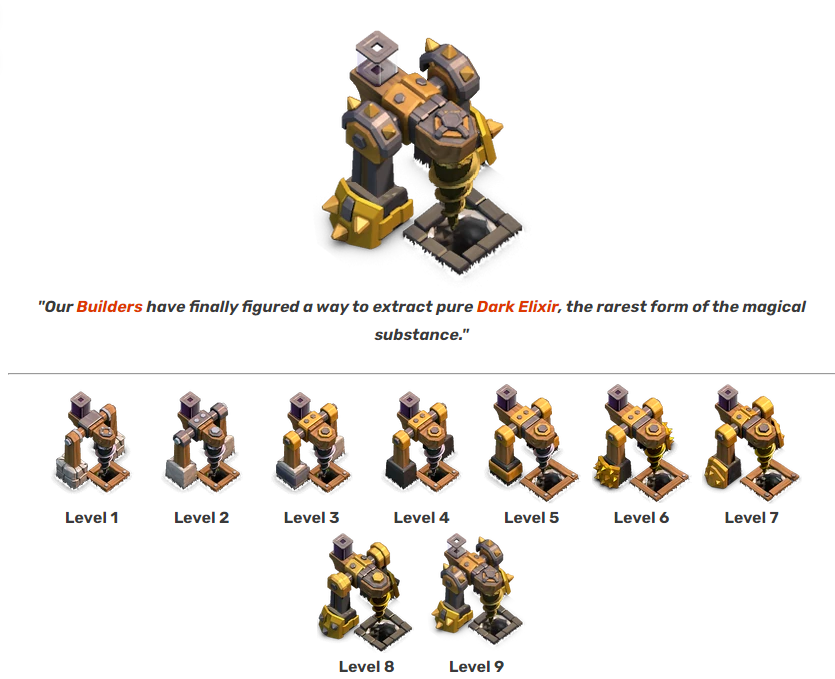 "Our Builders have finally figured a way to extract pure Dark Elixir, the rarest form of the magical
substance."
Level 1 Level 2 Level 3 Level 4 Level 5 Level 6 Level 7
Level 8 Level 9